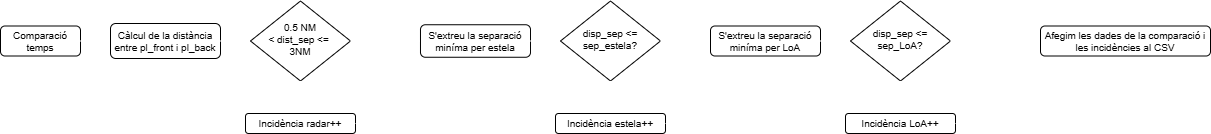 Comparació
temps
Càlcul de la distància
entre pl_front i pl_back
0.5 NM
< dist_sep <=
3NM
S'extreu la separació
miníma per estela
disp_sep <=
sep_estela?
S'extreu la separació
miníma per LoA
disp_sep <=
sep_LoA?
Afegim les dades de la comparació i
les incidències al CSV
Incidència radar++
Incidència estela++
Incidència LoA++